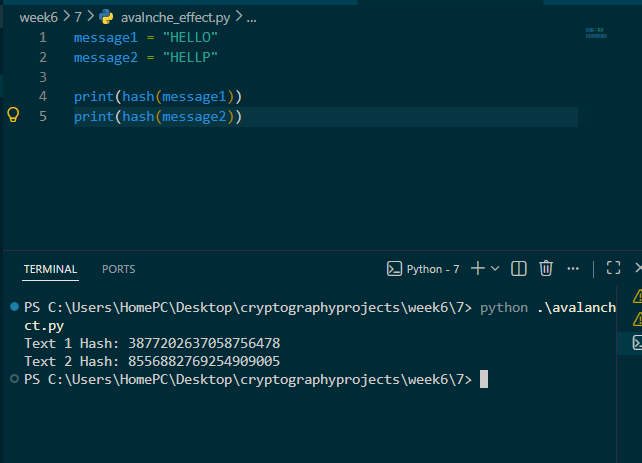 week6 > 7 > avalnche_effect.py > ...
1 message1 = "HELLO"
2 message2 = "HELLP"
3
4 print(hash(message1))
5 print(hash(message2))
TERMINAL PORTS Python - 7
PS C:\Users\HomePC\Desktop\cryptographyprojects\week6\7> python .\avalanch
ct.py
Text 1 Hash: 3877202637058756478
Text 2 Hash: 8556882769254909005
PS C:\Users\HomePC\Desktop\cryptographyprojects\week6\7>